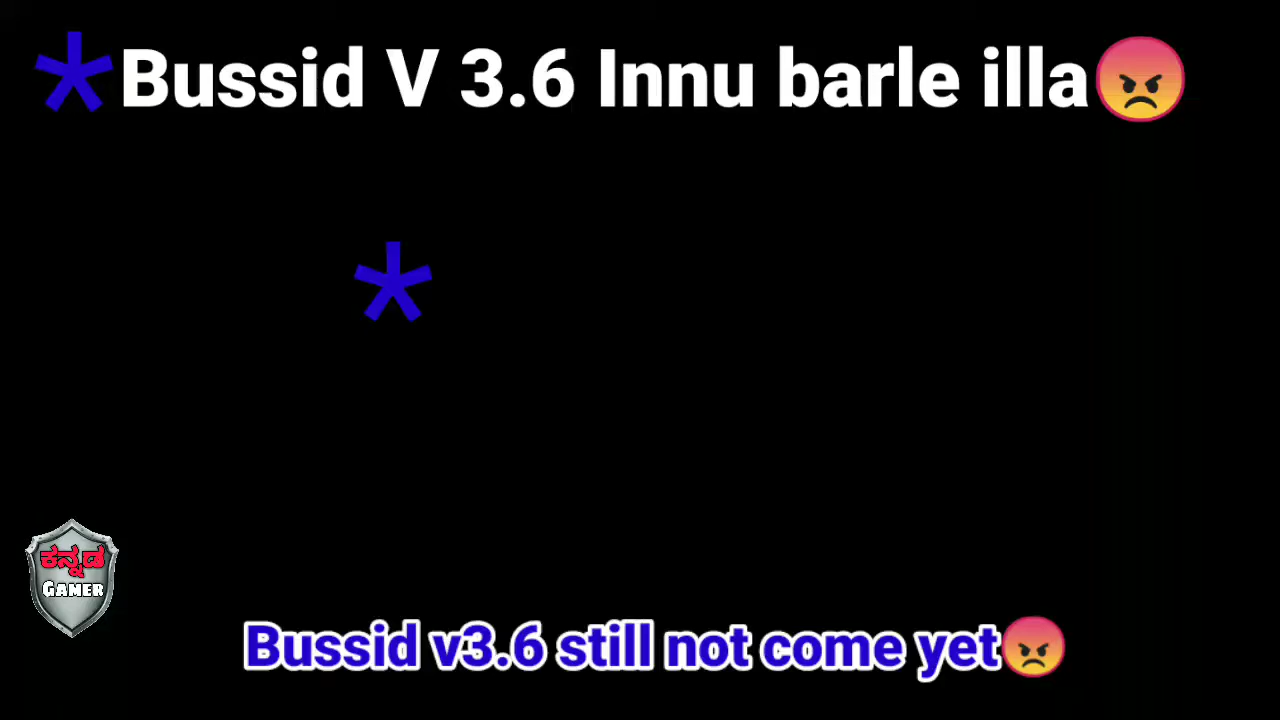 *Bussid V 3.6 Innu barle illa😡
*
ಕನ್ನಡ
GAMER
Bussid v3.6 still not come yet😡